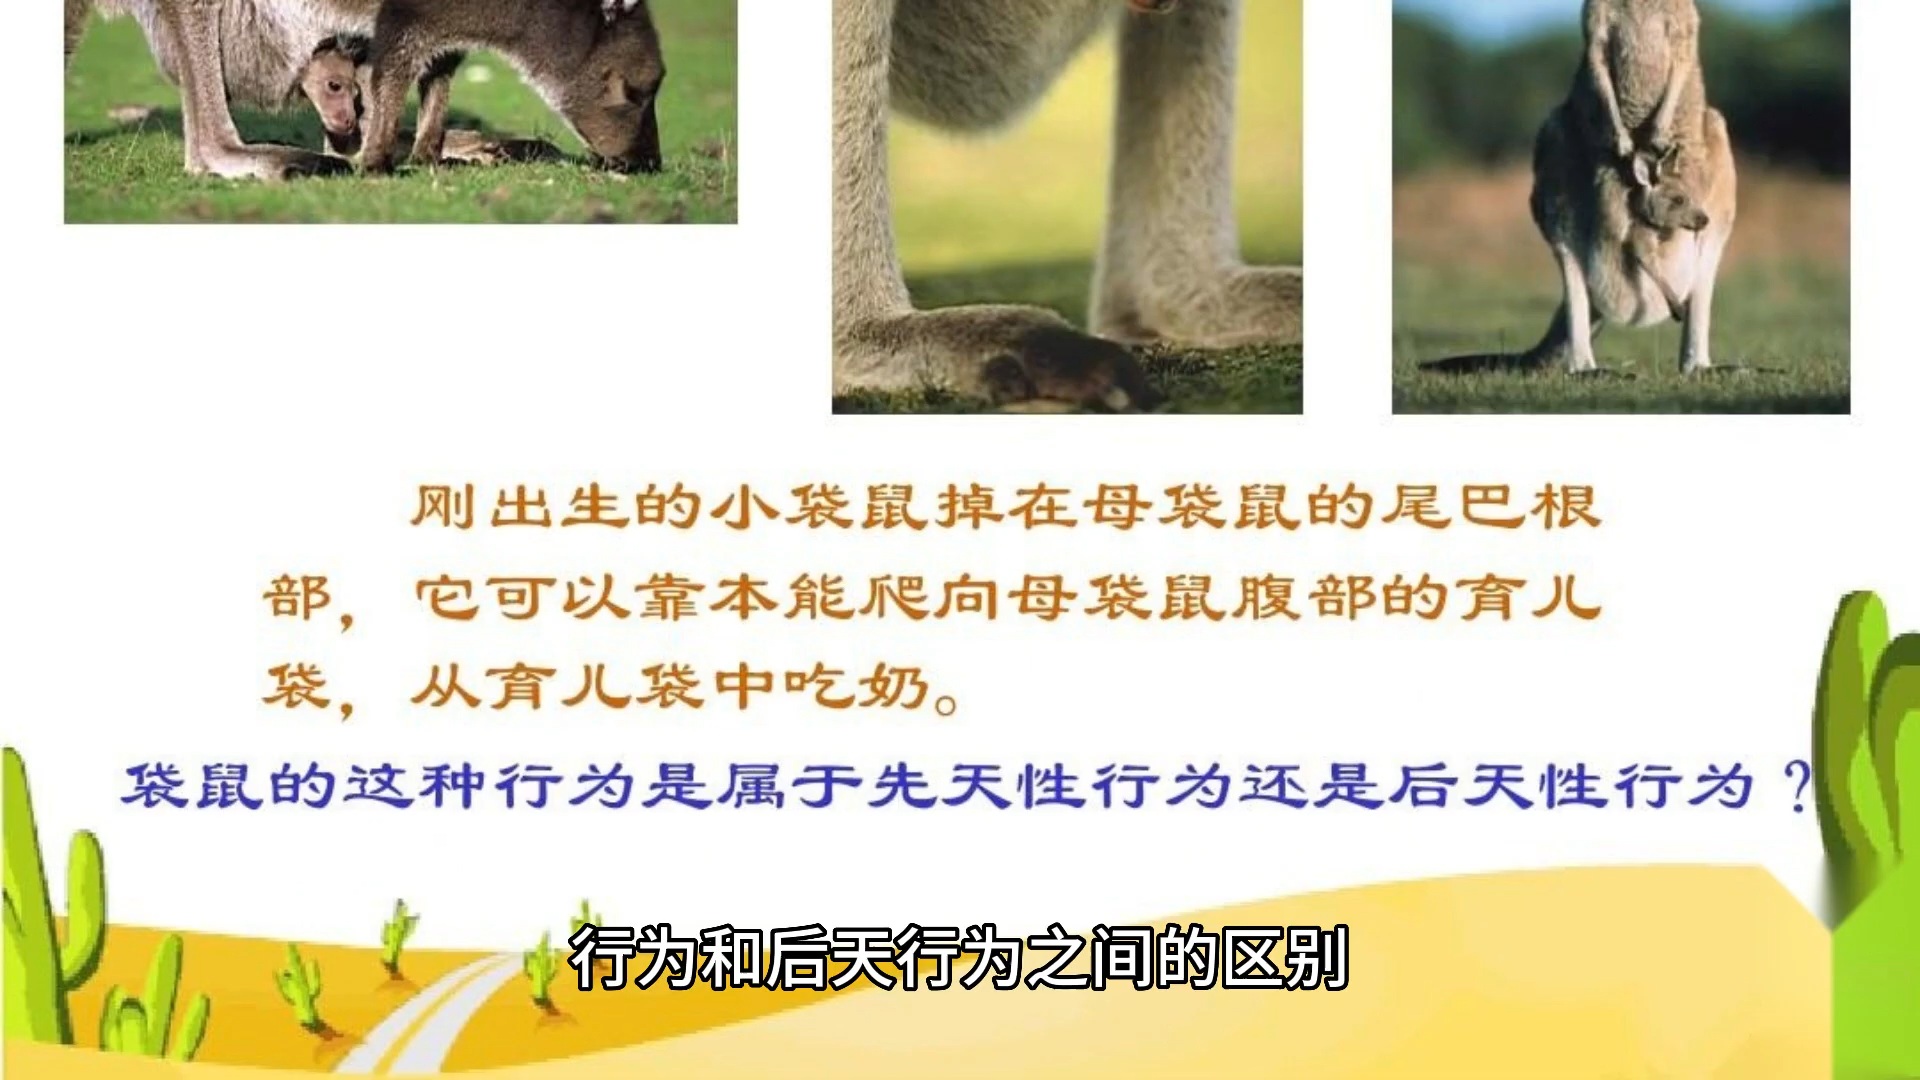 刚出生的小袋鼠掉在母袋鼠的尾巴根
部，它可以靠本能爬向母袋鼠腹部的育儿
袋，从育儿袋中吃奶。
袋鼠的这种行为是属于先天性行为还是后天性行为？
行为和后天行为之间的区别